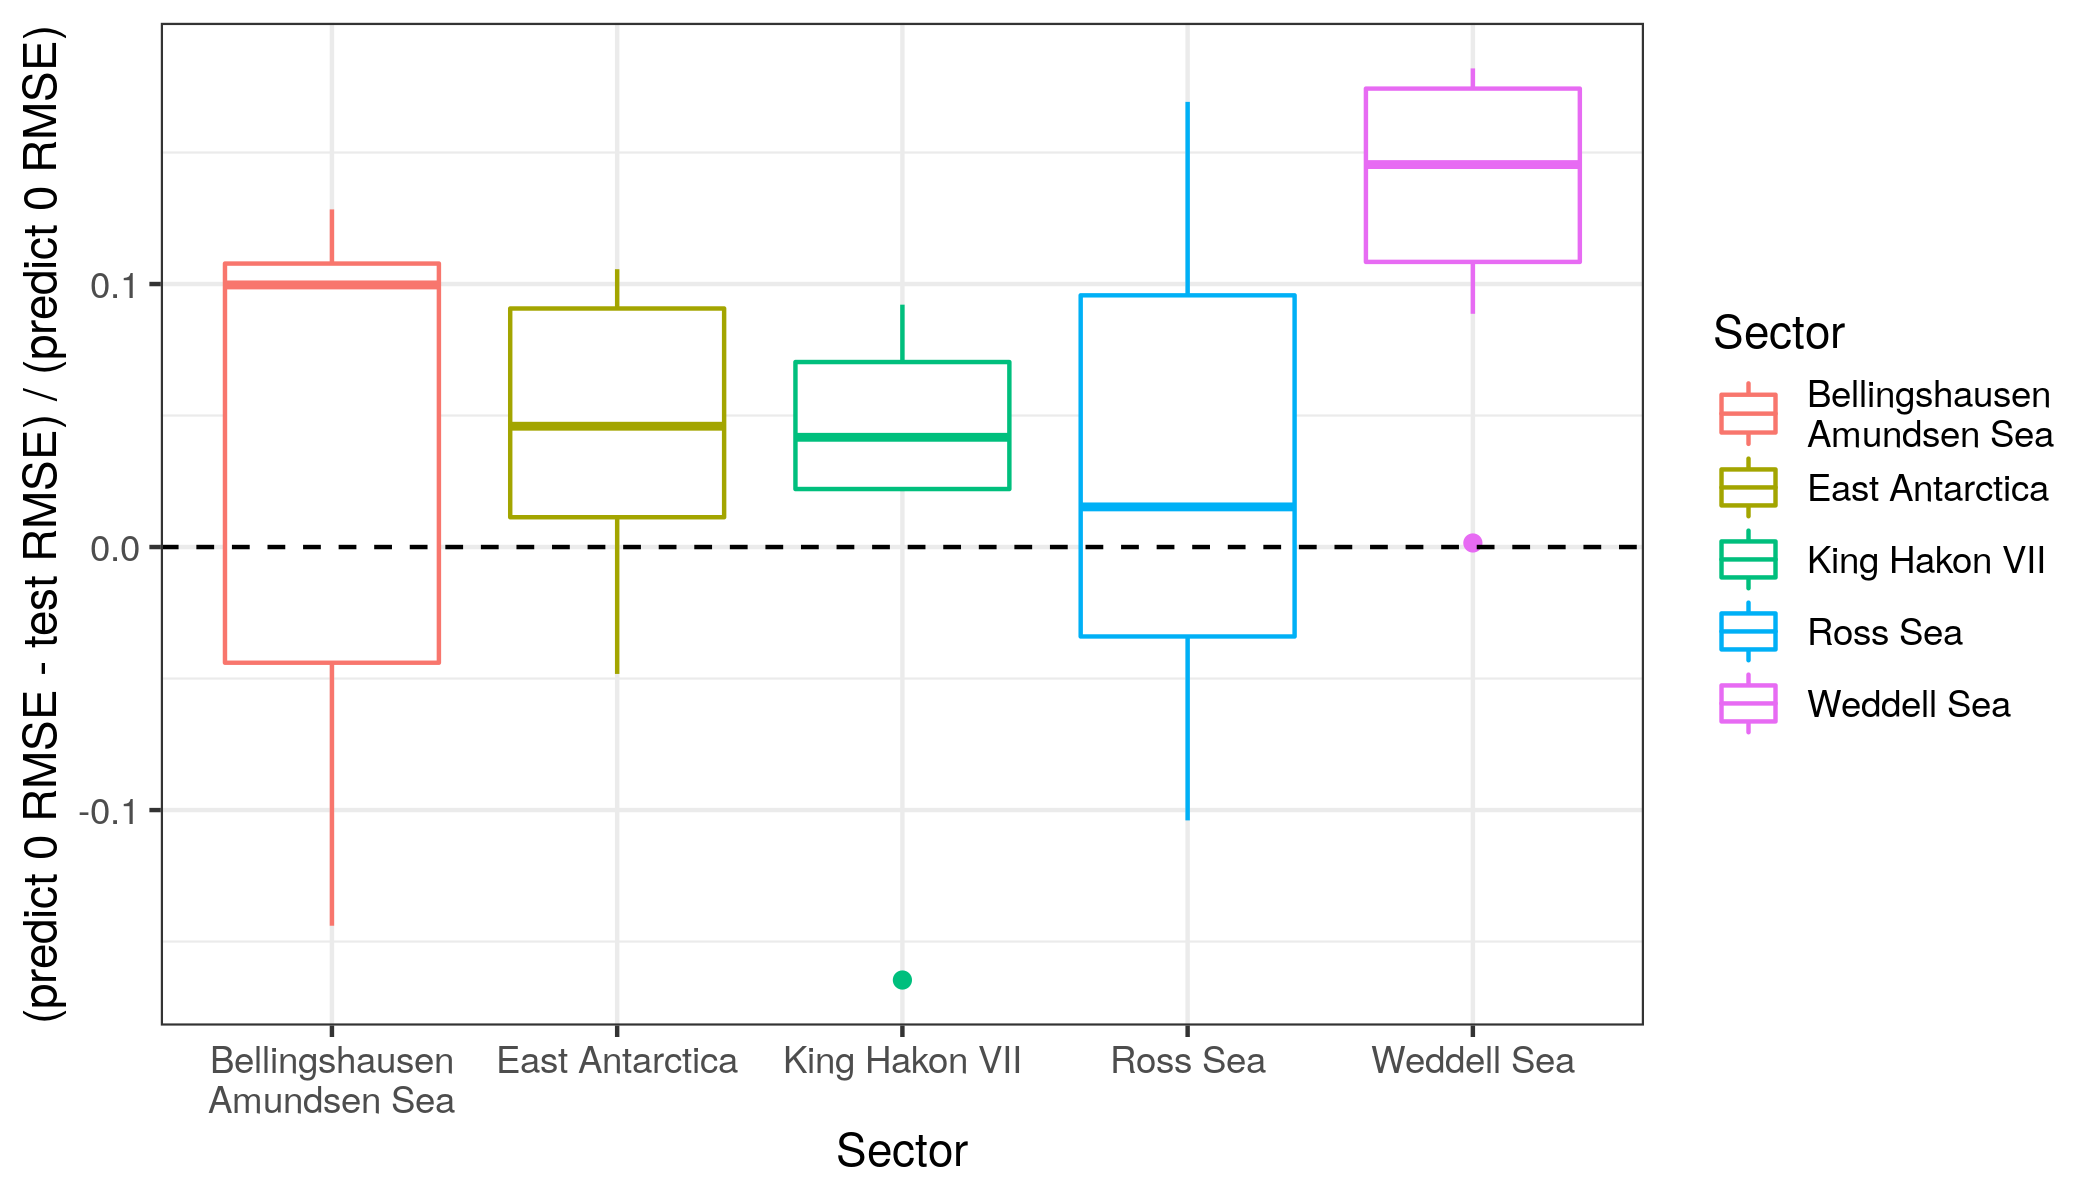 (predict 0 RMSE - test RMSE) / (predict 0 RMSE)
0.1
0.0
-0.1
Bellingshausen
Amundsen Sea
East Antarctica
King Hakon VII
Ross Sea
Weddell Sea
Sector
Sector
Bellingshausen
Amundsen Sea
East Antarctica
King Hakon VII
Ross Sea
Weddell Sea